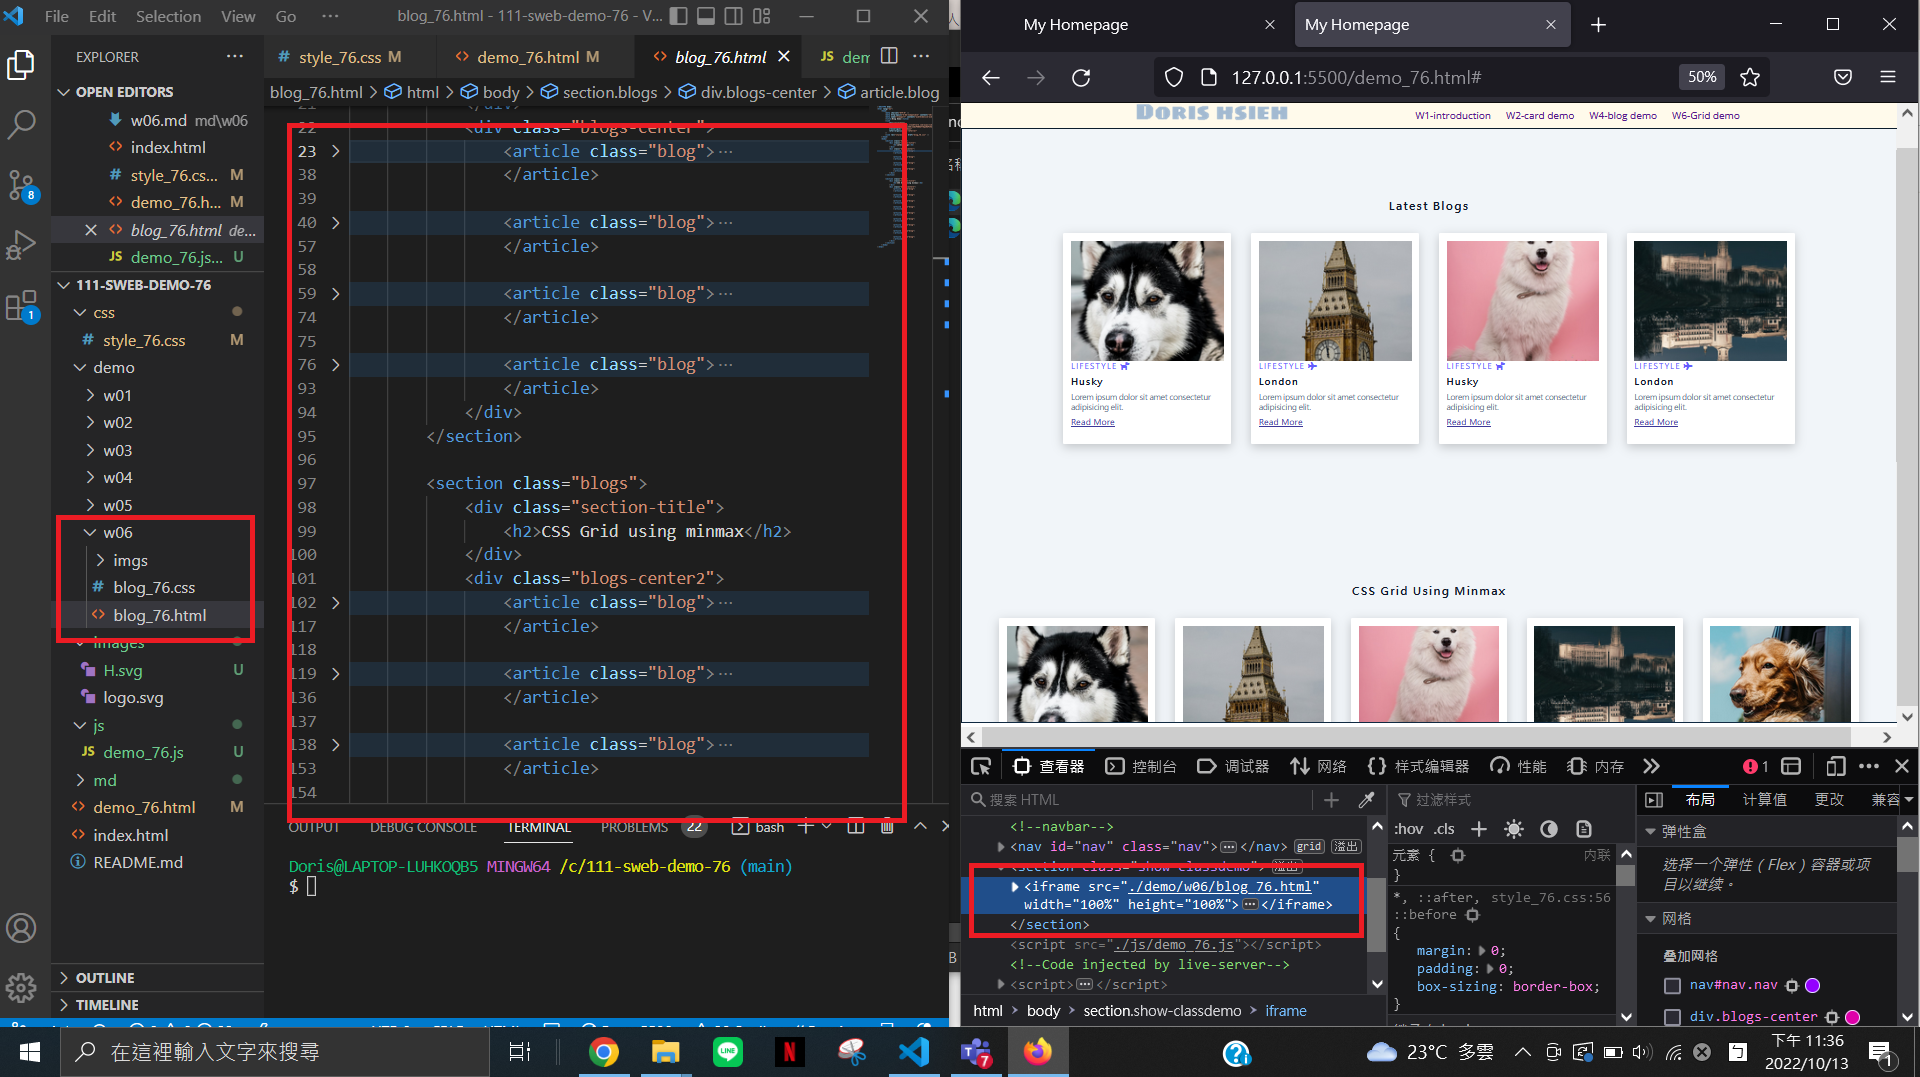 File Edit Selection View Go ···
blog_76.html - 111-sweb-demo-76 - V...
EXPLORER
OPEN EDITORS
w06.md md\w06
index.html
style_76.cs... M
demo_76.h... M
blog_76.html de...
demo_76.js... U
111-SWEB-DEMO-76
css
style_76.css M
demo
w01
w02
w03
w04
w05
w06
imgs
blog_76.css
blog_76.html
images
H.svg U
logo.svg
js
demo_76.js U
md
demo_76.html M
index.html
README.md
OUTLINE
TIMELINE
8
1
style_76.css M
demo_76.html M
blog_76.html
JS dem
blog_76.html > html > body > section.blogs > div.blogs-center > article.blog
21 </div>
22 <div class="blogs-center">
23 <article class="blog">···
38 </article>
39
40 <article class="blog">···
57 </article>
58
59 <article class="blog">···
74 </article>
75
76 <article class="blog">···
93 </article>
94 </div>
95 </section>
96
97 <section class="blogs">
98 <div class="section-title">
99 <h2>CSS Grid using minmax</h2>
100 </div>
101 <div class="blogs-center2">
102 <article class="blog">···
117 </article>
118
119 <article class="blog">···
136 </article>
137
138 <article class="blog">···
153 </article>
154
OUTPUT DEBUG CONSOLE TERMINAL PROBLEMS 22 bash
Doris@LAPTOP-LUHKOQB5 MINGW64 /c/111-sweb-demo-76 (main)
$
My Homepage
My Homepage
127.0.0.1:5500/demo_76.html#
50%
DORIS HSIEH
W1-introduction W2-card demo W4-blog demo W6-Grid demo
Latest Blogs
LIFESTYLE
Husky
Lorem ipsum dolor sit amet consectetur
adipisicing elit.
Read More
LIFESTYLE
London
Lorem ipsum dolor sit amet consectetur
adipisicing elit.
Read More
LIFESTYLE
Husky
Lorem ipsum dolor sit amet consectetur
adipisicing elit.
Read More
LIFESTYLE
London
Lorem ipsum dolor sit amet consectetur
adipisicing elit.
Read More
CSS Grid Using Minmax
查看器 控制台 调试器 网络 样式编辑器 性能 内存 1
搜索 HTML
<!--navbar-->
<nav id="nav" class="nav">···</nav> grid 溢出
<section class="show-classdemo"> 溢出
<iframe src="./demo/w06/blog_76.html"
width="100%" height="100%">···</iframe>
</section>
<script src="./js/demo_76.js"></script>
<!--Code injected by live-server-->
<script>···</script>
html > body > section.show-classdemo > iframe
过滤样式
:hov .cls
元素 { 内联
}
*, ::after, style_76.css:56
::before
{
margin: 0;
padding: 0;
box-sizing: border-box;
}
布局 计算值 更改 兼容
弹性盒
选择一个弹性（Flex）容器或项
目以继续。
网格
叠加网格
nav#nav.nav
div.blogs-center
在這裡輸入文字來搜尋
LINE
N
7
23°C 多雲
下午 11:36
2022/10/13
1